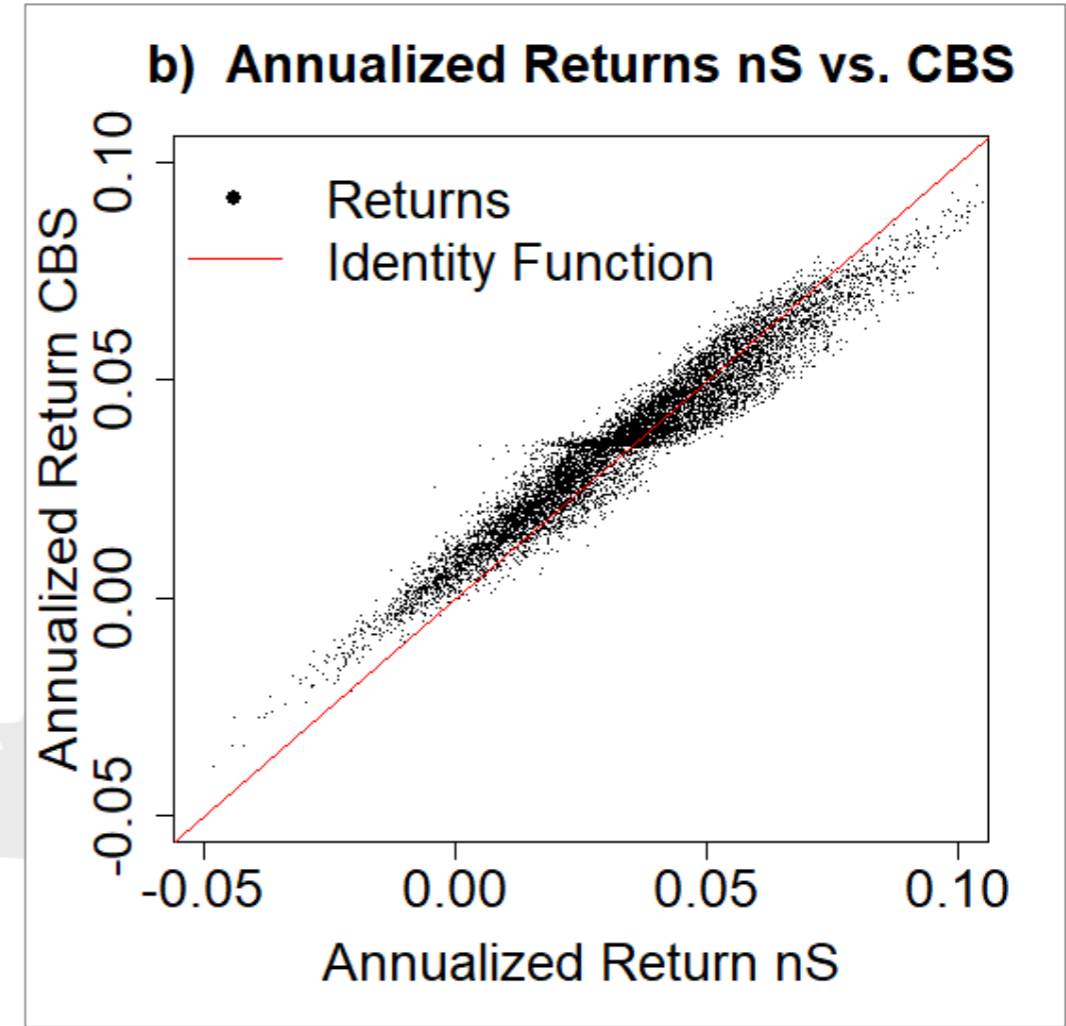 b) Annualized Returns nS vs. CBS
Returns
Identity Function
Annualized Return CBS
0.10
0.05
0.00
-0.05
-0.05 0.00 0.05 0.10
Annualized Return nS